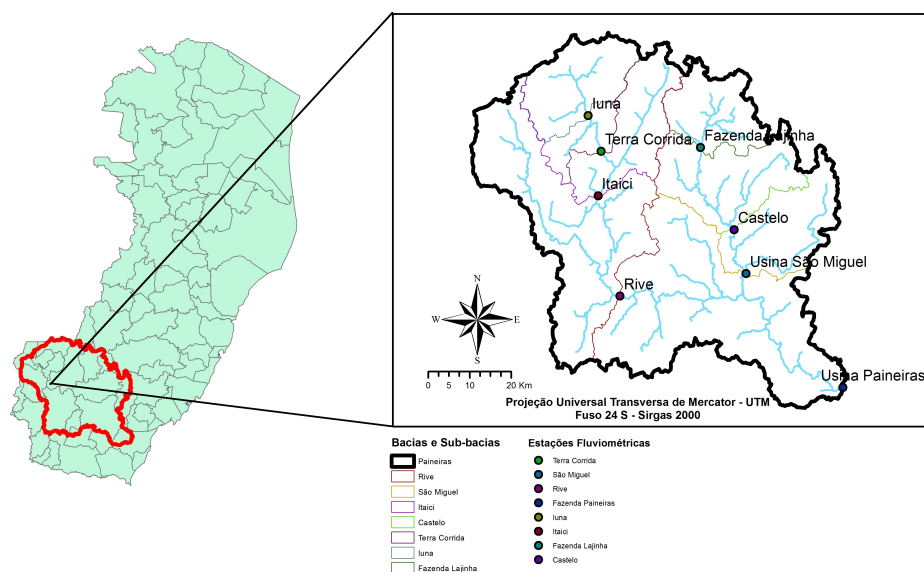 Iuna
Terra Corrida
Fazenda Lajinha
Itaici
Castelo
Usina São Miguel
Rive
Usina Paineiras
N
W
E
S
0 5 10 20 Km
Projeção Universal Transversa de Mercator - UTM
Fuso 24 S - Sirgas 2000
Bacias e Sub-bacias
Paineiras
Rive
São Miguel
Itaici
Castelo
Terra Corrida
Iuna
Fazenda Lajinha
Estações Fluviométricas
Terra Corrida
São Miguel
Rive
Fazenda Paineiras
Iuna
Itaici
Fazenda Lajinha
Castelo